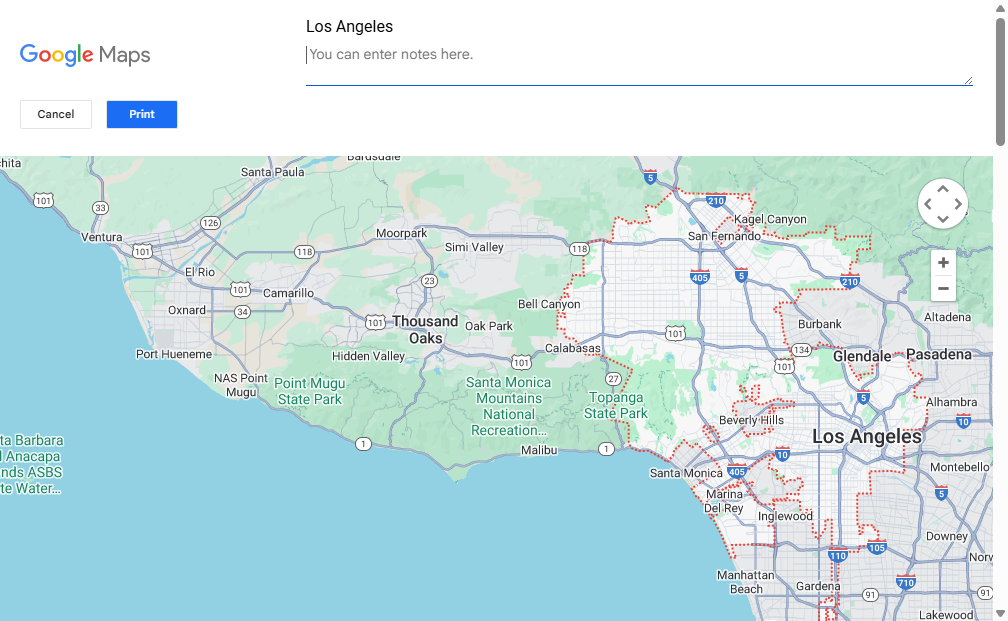 Los Angeles
Google Maps
You can enter notes here.
Cancel
Print
chita
Bardsdale
Santa Paula
5
101
33
210
126
Kagel Canyon
Ventura
Moorpark
San Fernando
101
118
Simi Valley
118
El Rio
405
5
23
210
101
Camarillo
Bell Canyon
Oxnard
34
Altadena
101
Thousand
Oaks
Oak Park
101
Burbank
Port Hueneme
Hidden Valley
Calabasas
134
Glendale
Pasadena
101
101
NAS Point
Mugu
Point Mugu
State Park
Santa Monica
Mountains
National
Recreation...
27
Topanga
State Park
5
Alhambra
Beverly Hills
10
Los Angeles
ta Barbara
l Anacapa
nds ASBS
te Water...
1
Malibu
1
10
Santa Monica
405
Montebello
Marina
Del Rey
5
Inglewood
Downey
110
105
Norw
Manhattan
Beach
Gardena
710
91
91
Lakewood